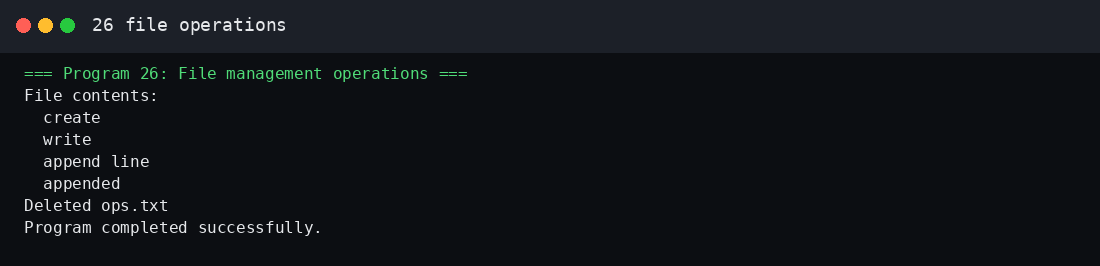 26 file operations
=== Program 26: File management operations ===
File contents:
  create
  write
  append line
  appended
Deleted ops.txt
Program completed successfully.